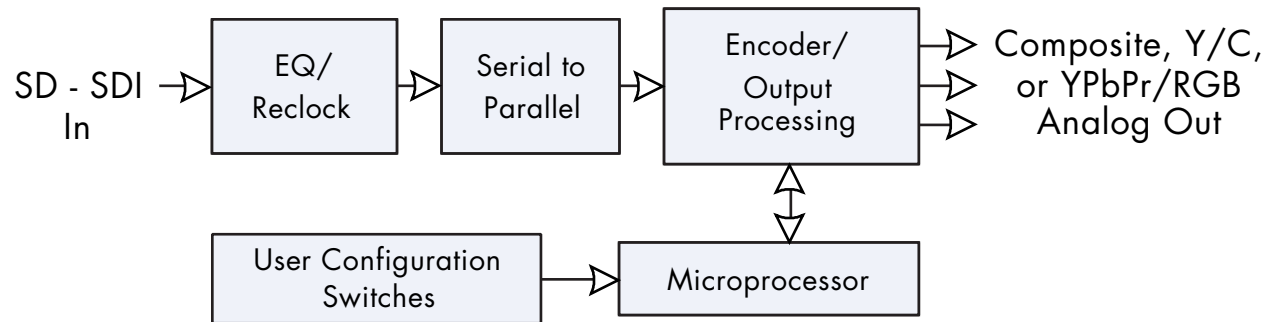 SD - SDI
In
EQ/
Reclock
Serial to
Parallel
Encoder/
Output
Processing
Composite, Y/C,
or YPbPr/RGB
Analog Out
User Configuration
Switches
Microprocessor